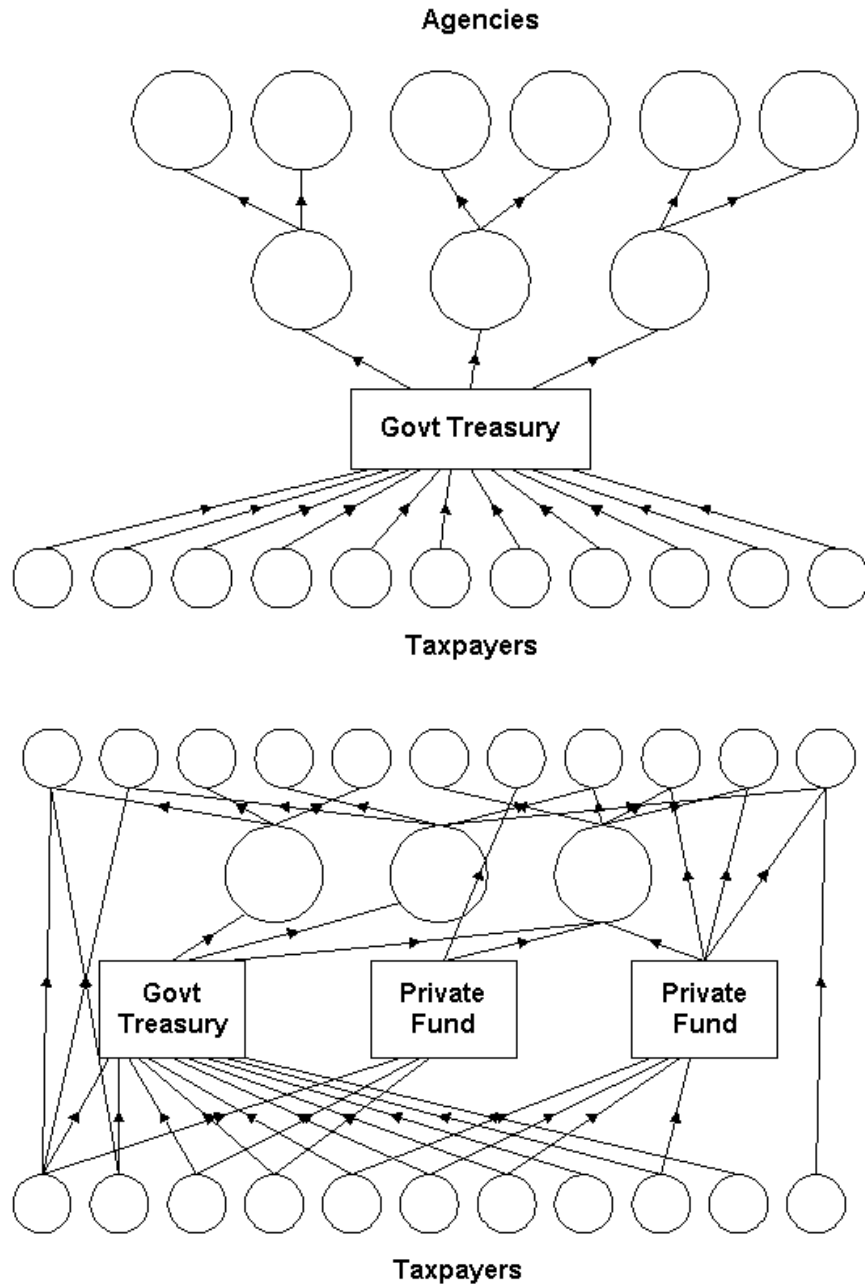 Agencies
Govt Treasury
Taxpayers
Govt
Treasury
Private
Fund
Private
Fund
Taxpayers